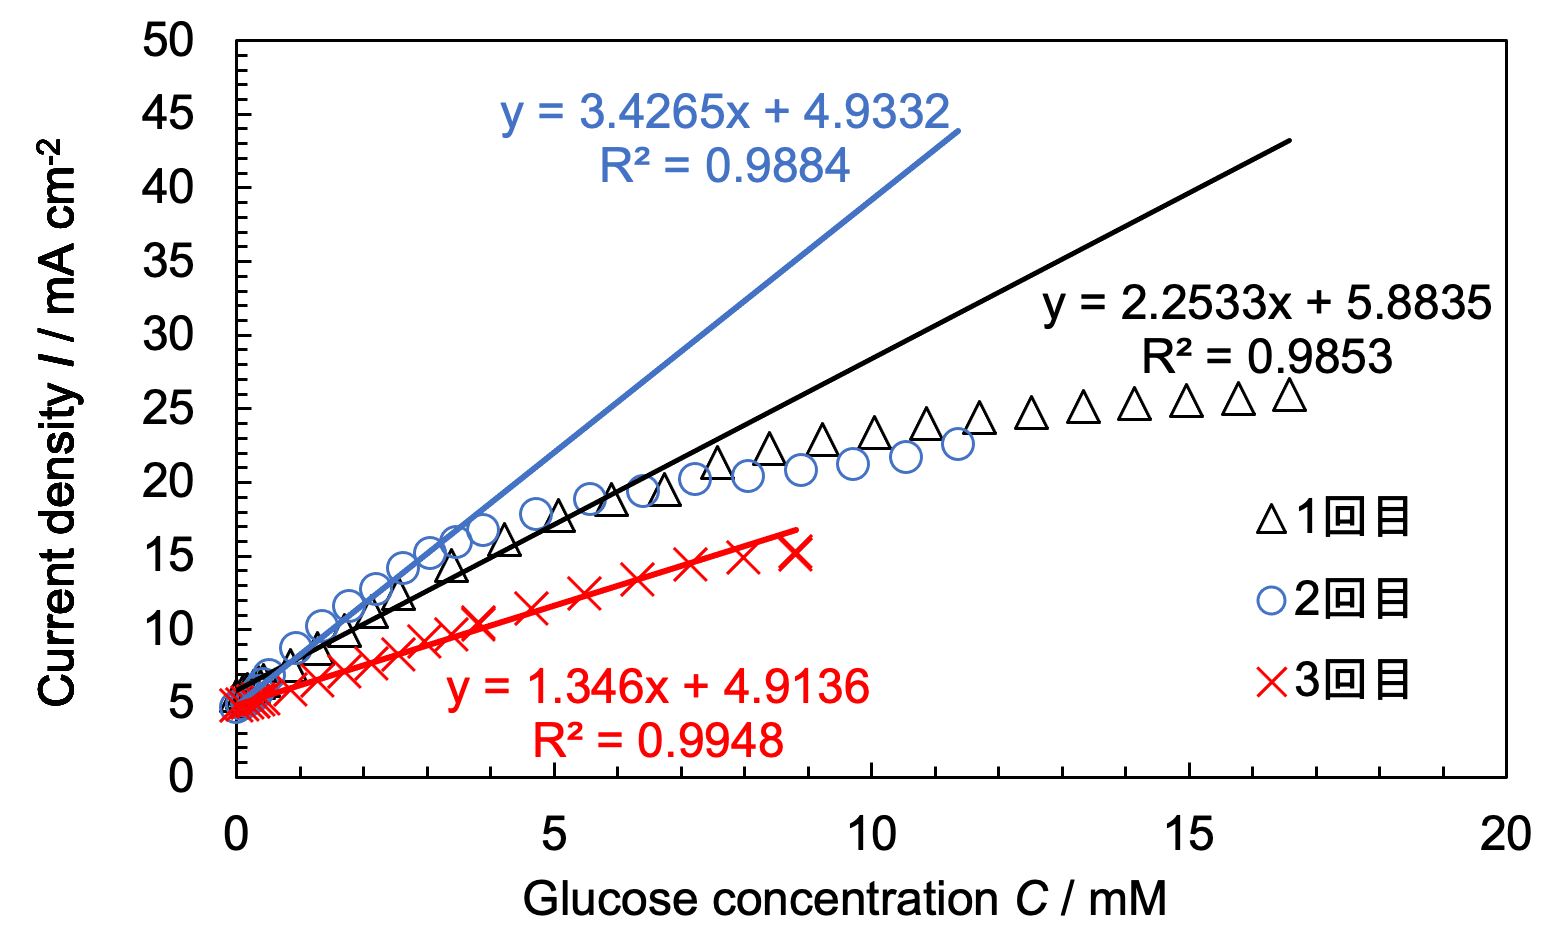 50
45
40
35
30
25
20
15
10
5
0
Current density I / mA cm-2
y = 3.4265x + 4.9332
R² = 0.9884
y = 2.2533x + 5.8835
R² = 0.9853
1回目
2回目
3回目
y = 1.346x + 4.9136
R² = 0.9948
0 5 10 15 20
Glucose concentration C / mM